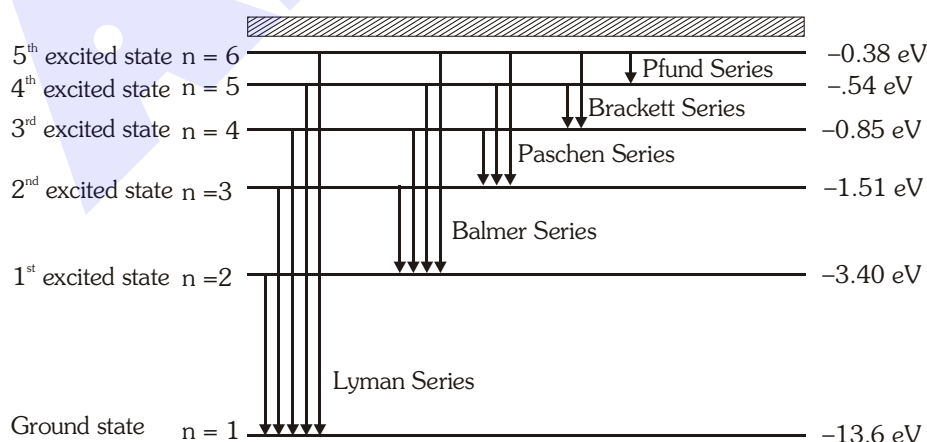 5th excited state n = 6 −0.38 eV
Pfund Series
4th excited state n = 5 −.54 eV
Brackett Series
3rd excited state n = 4 −0.85 eV
Paschen Series
2nd excited state n =3 −1.51 eV
Balmer Series
1st excited state n =2 −3.40 eV
Lyman Series
Ground state n = 1 −13.6 eV